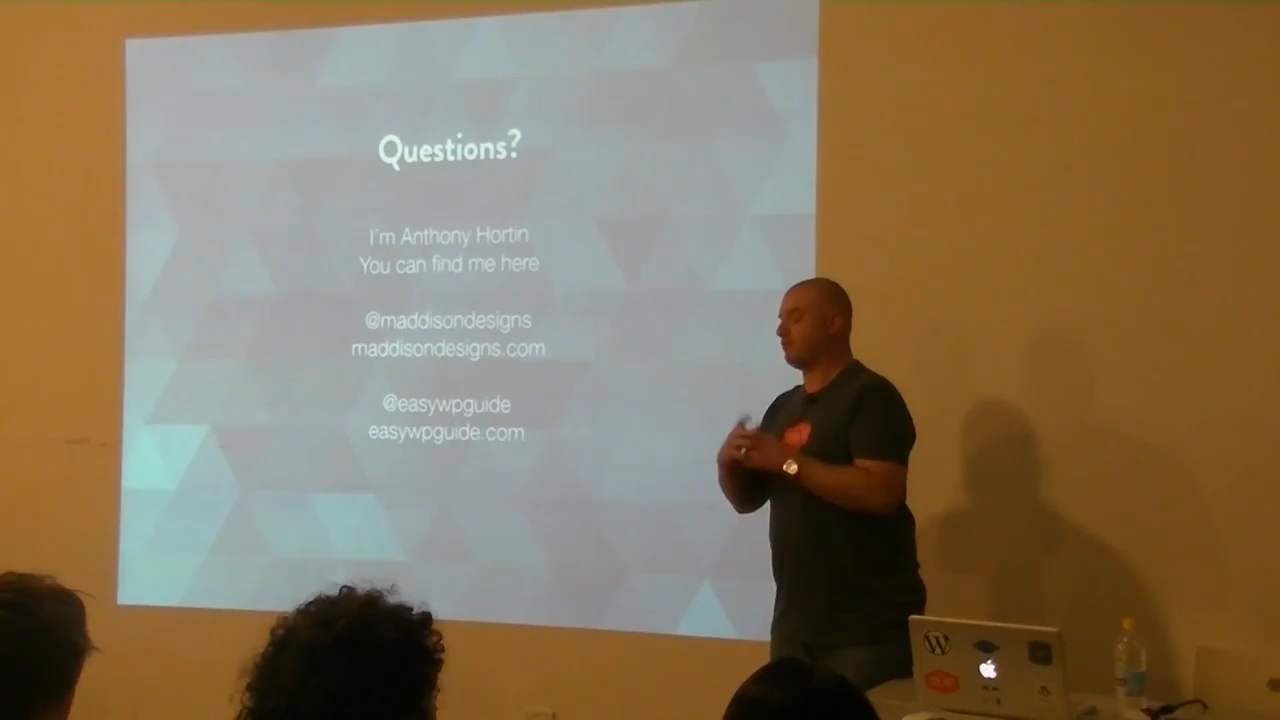 Questions?
I'm Anthony Hortin
You can find me here
@maddisondesigns
maddisondesigns.com
@easywpguide
easywpguide.com